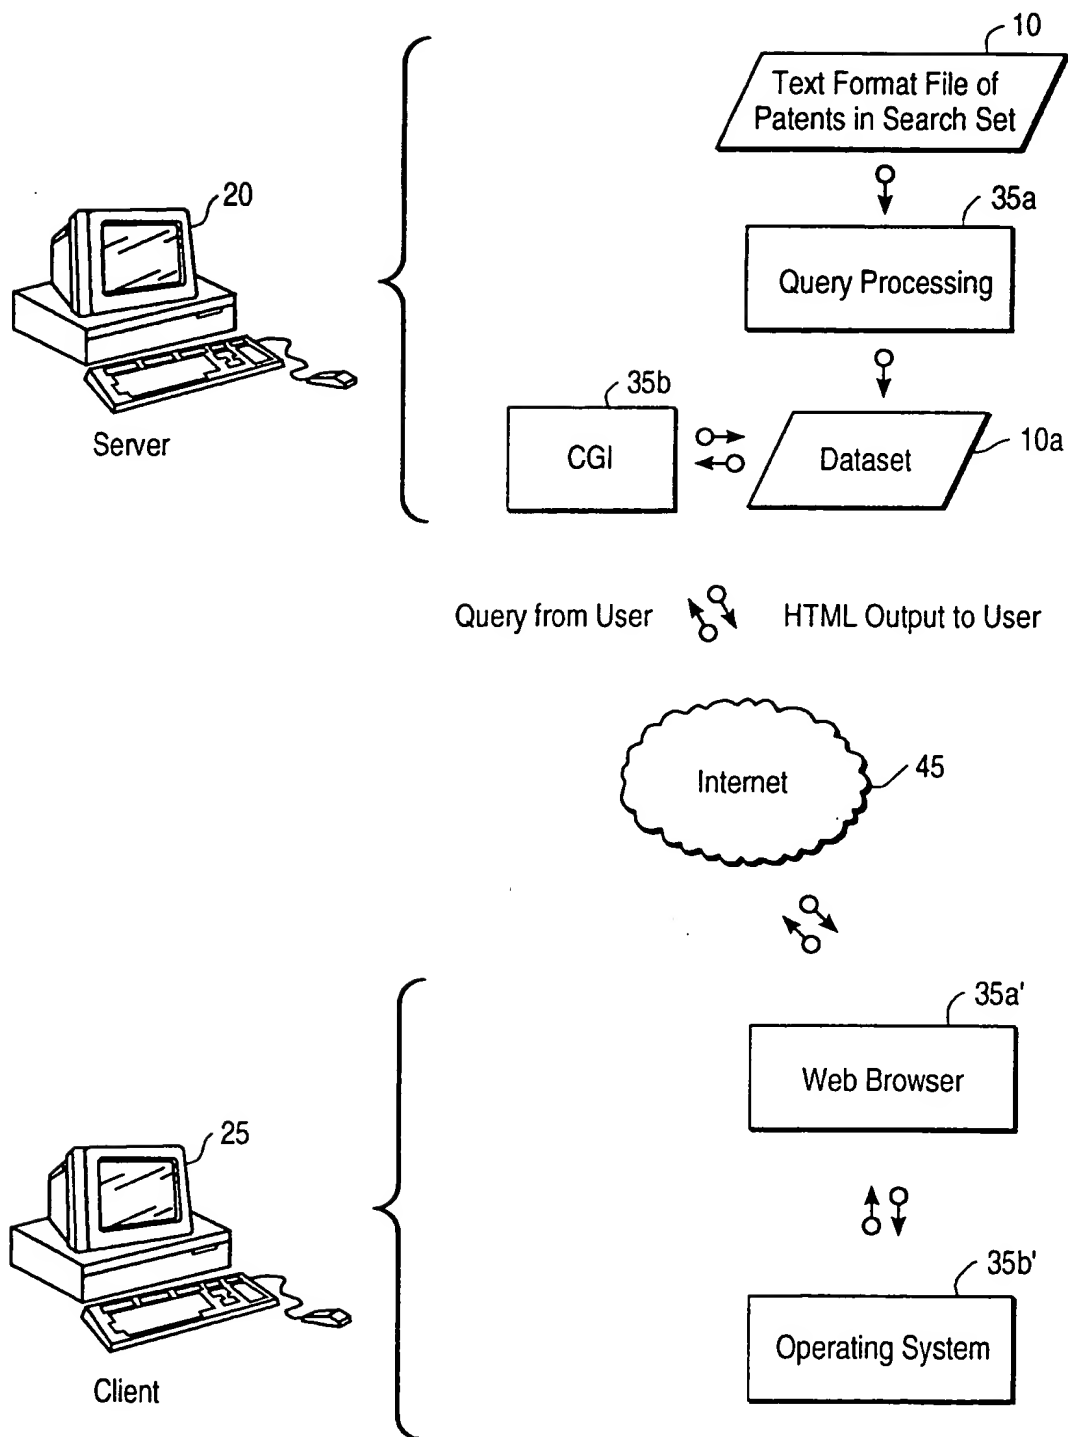 10
Text Format File of
Patents in Search Set
35a
Query Processing
20
Server
35b
CGI
Dataset
10a
Query from User
HTML Output to User
Internet
45
35a'
Web Browser
25
Client
35b'
Operating System